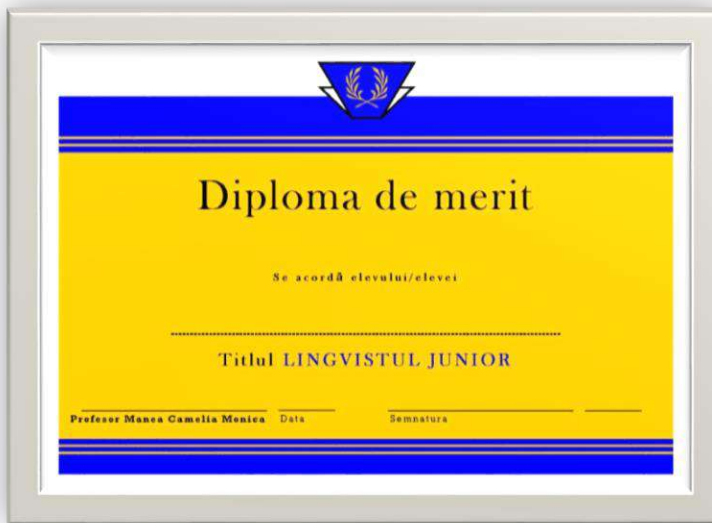 Diploma de merit
Se acordă elevului/elevei
Titlul LINGVISTUL JUNIOR
Profesor Manea Camelia Monica Data Semnatura